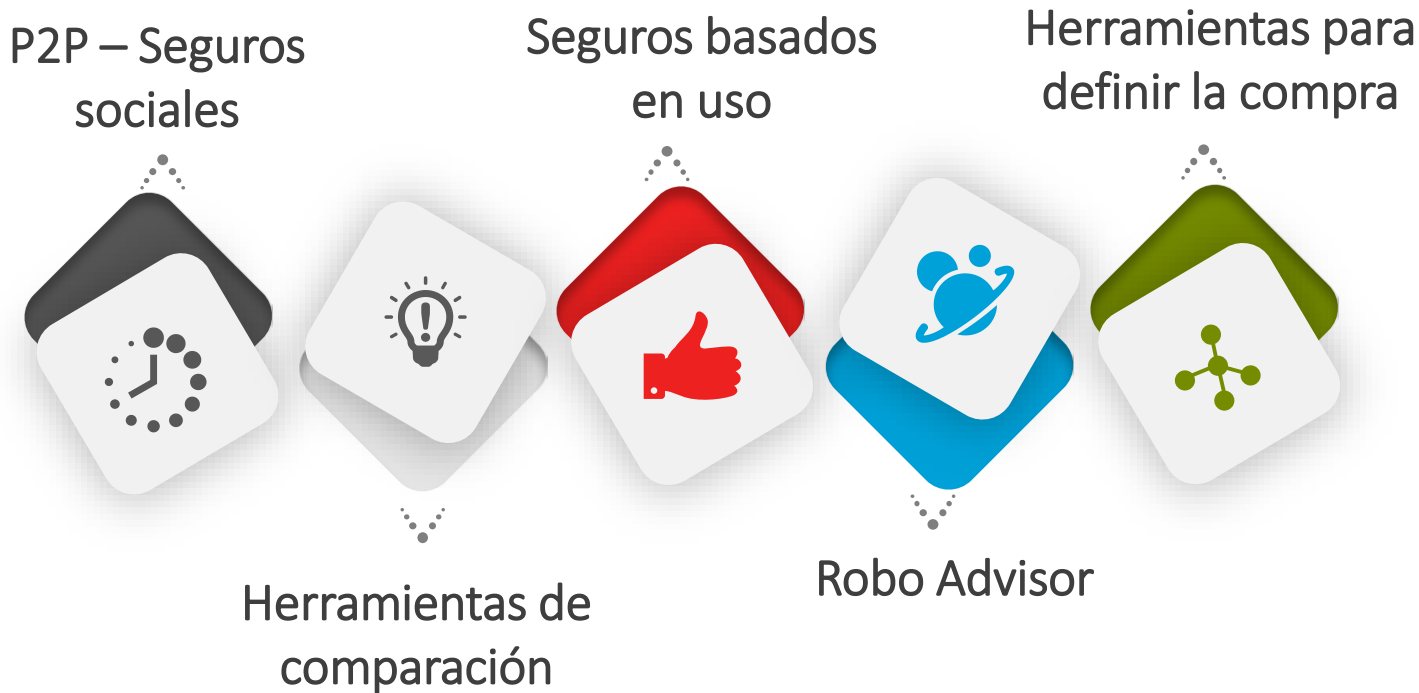 P2P – Seguros
sociales
Herramientas de
comparación
Seguros basados
en uso
Robo Advisor
Herramientas para
definir la compra